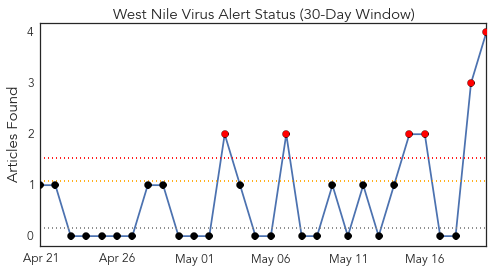 West Nile Virus Alert Status (30-Day Window)
Articles Found
4
3
2
1
0
Apr 21
Apr 26
May 01
May 06
May 11
May 16